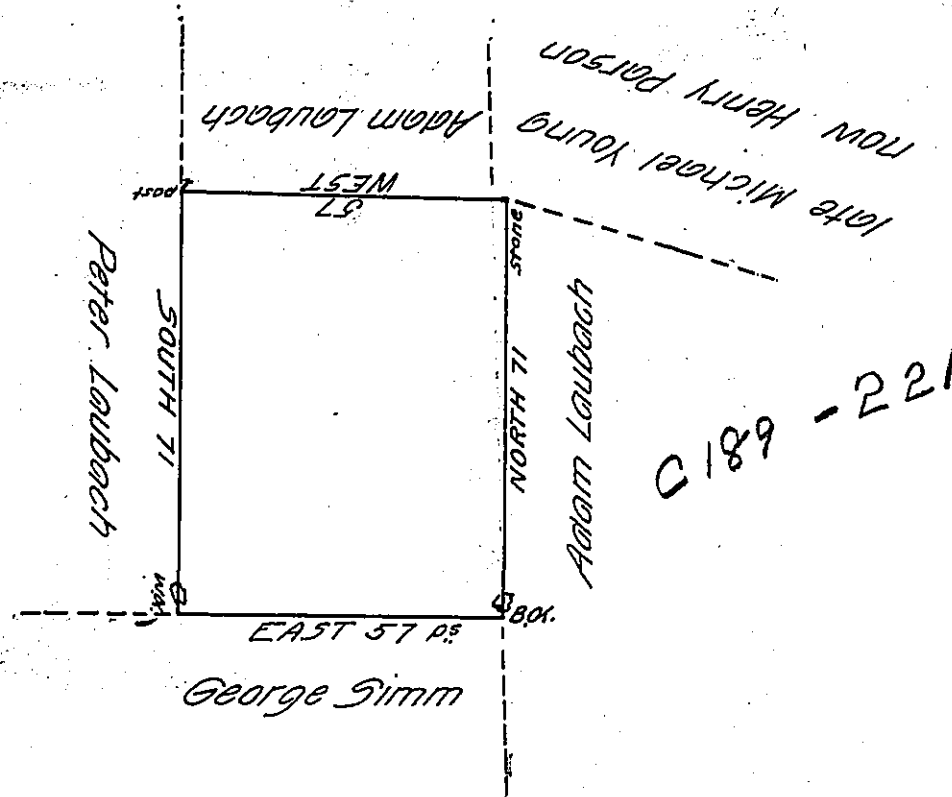 now Henry Parson
late Michael Young
Adam Laubach
WEST
57
post
stone
Peter Laubach
SOUTH 71
NORTH 71
Adam Laubach
C189 - 221
B.O.
EAST 57 Ps
George Simm